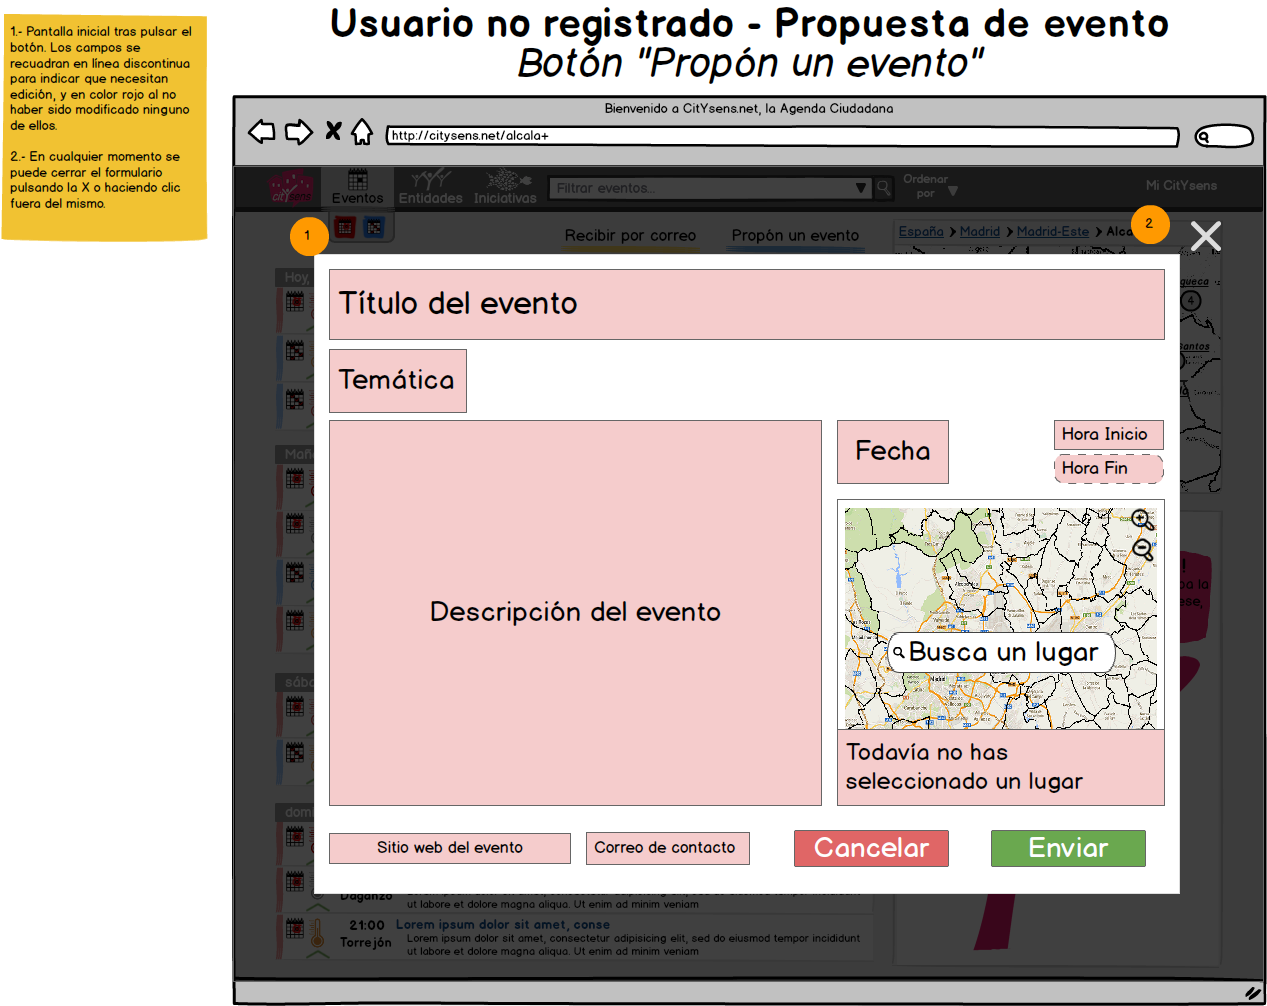 Usuario no registrado - Propuesta de evento
Botón "Propón un evento"
1.- Pantalla inicial tras pulsar el
botón. Los campos se
recuadran en línea discontinua
para indicar que necesitan
edición, y en color rojo al no
haber sido modificado ninguno
de ellos.
2.- En cualquier momento se
puede cerrar el formulario
pulsando la X o haciendo clic
fuera del mismo.
Bienvenido a CitYsens.net, la Agenda Ciudadana
http://citysens.net/alcala+
citYsens
Eventos
Entidades
Iniciativas
Filtrar eventos...
Ordenar
por
Mi CitYsens
1
2
Recibir por correo
Propón un evento
España
Madrid
Madrid-Este
Alca
Hoy
4
Santos
Título del evento
Temática
Mañ
Descripción del evento
Fecha
Hora Inicio
Hora Fin
Busca un lugar
Madrid
Todavía no has
seleccionado un lugar
sába
domi
Sitio web del evento
Correo de contacto
Cancelar
Enviar
Daganzo
ut labore et dolore magna aliqua. Ut enim ad minim veniam
21:00
Lorem ipsum dolor sit amet, conse
Torrejón
Lorem ipsum dolor sit amet, consectetur adipisicing elit, sed do eiusmod tempor incididunt
ut labore et dolore magna aliqua. Ut enim ad minim veniam